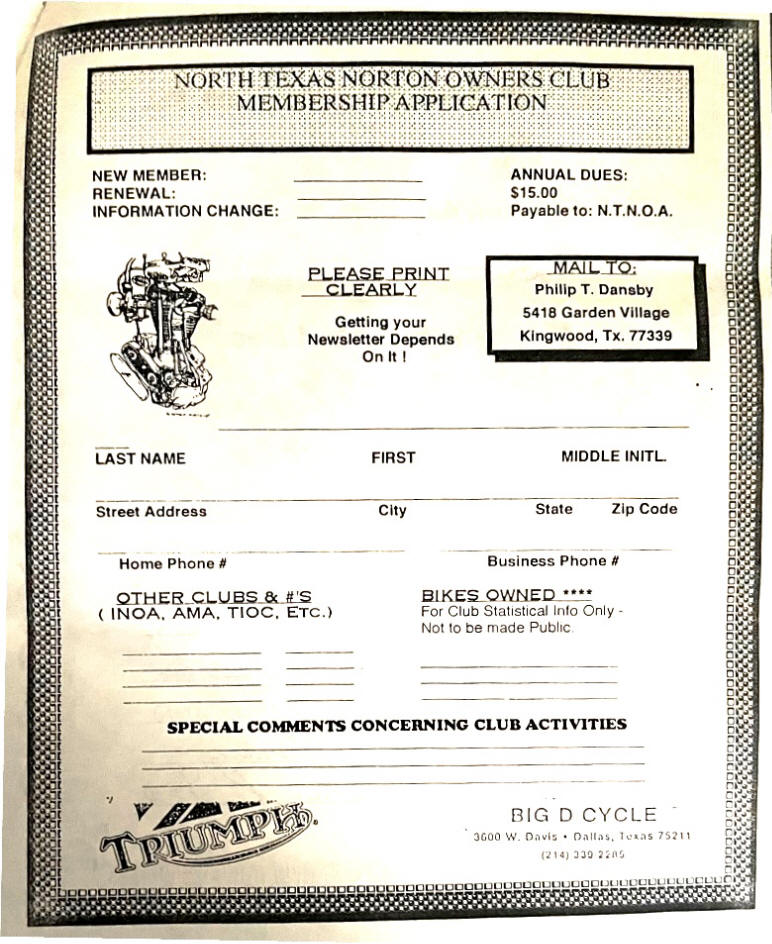 NORTH TEXAS NORTON OWNERS CLUB
MEMBERSHIP APPLICATION
NEW MEMBER:
RENEWAL:
INFORMATION CHANGE:
ANNUAL DUES:
$15.00
Payable to: N.T.N.O.A.
PLEASE PRINT
CLEARLY
Getting your
Newsletter Depends
On It !
MAIL TO:
Philip T. Dansby
5418 Garden Village
Kingwood, Tx. 77339
LAST NAME FIRST MIDDLE INITL.
Street Address City State Zip Code
Home Phone # Business Phone #
OTHER CLUBS & #'S
( INOA, AMA, TIOC, ETC.)
BIKES OWNED ****
For Club Statistical Info Only -
Not to be made Public.
SPECIAL COMMENTS CONCERNING CLUB ACTIVITIES
TRIUMPH
BIG D CYCLE
3600 W. Davis • Dallas, Texas 75211
(214) 339